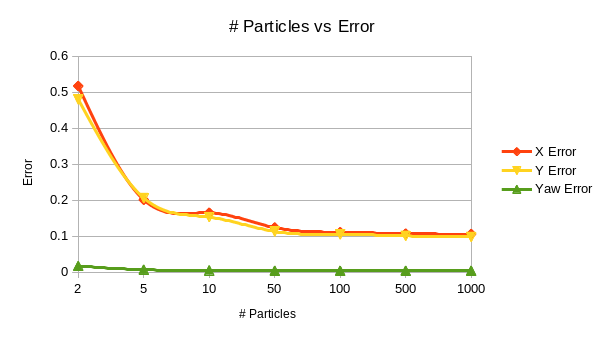 # Particles vs Error
0.6
0.5
0.4
0.3
0.2
0.1
0
Error
2 5 10 50 100 500 1000
# Particles
X Error
Y Error
Yaw Error